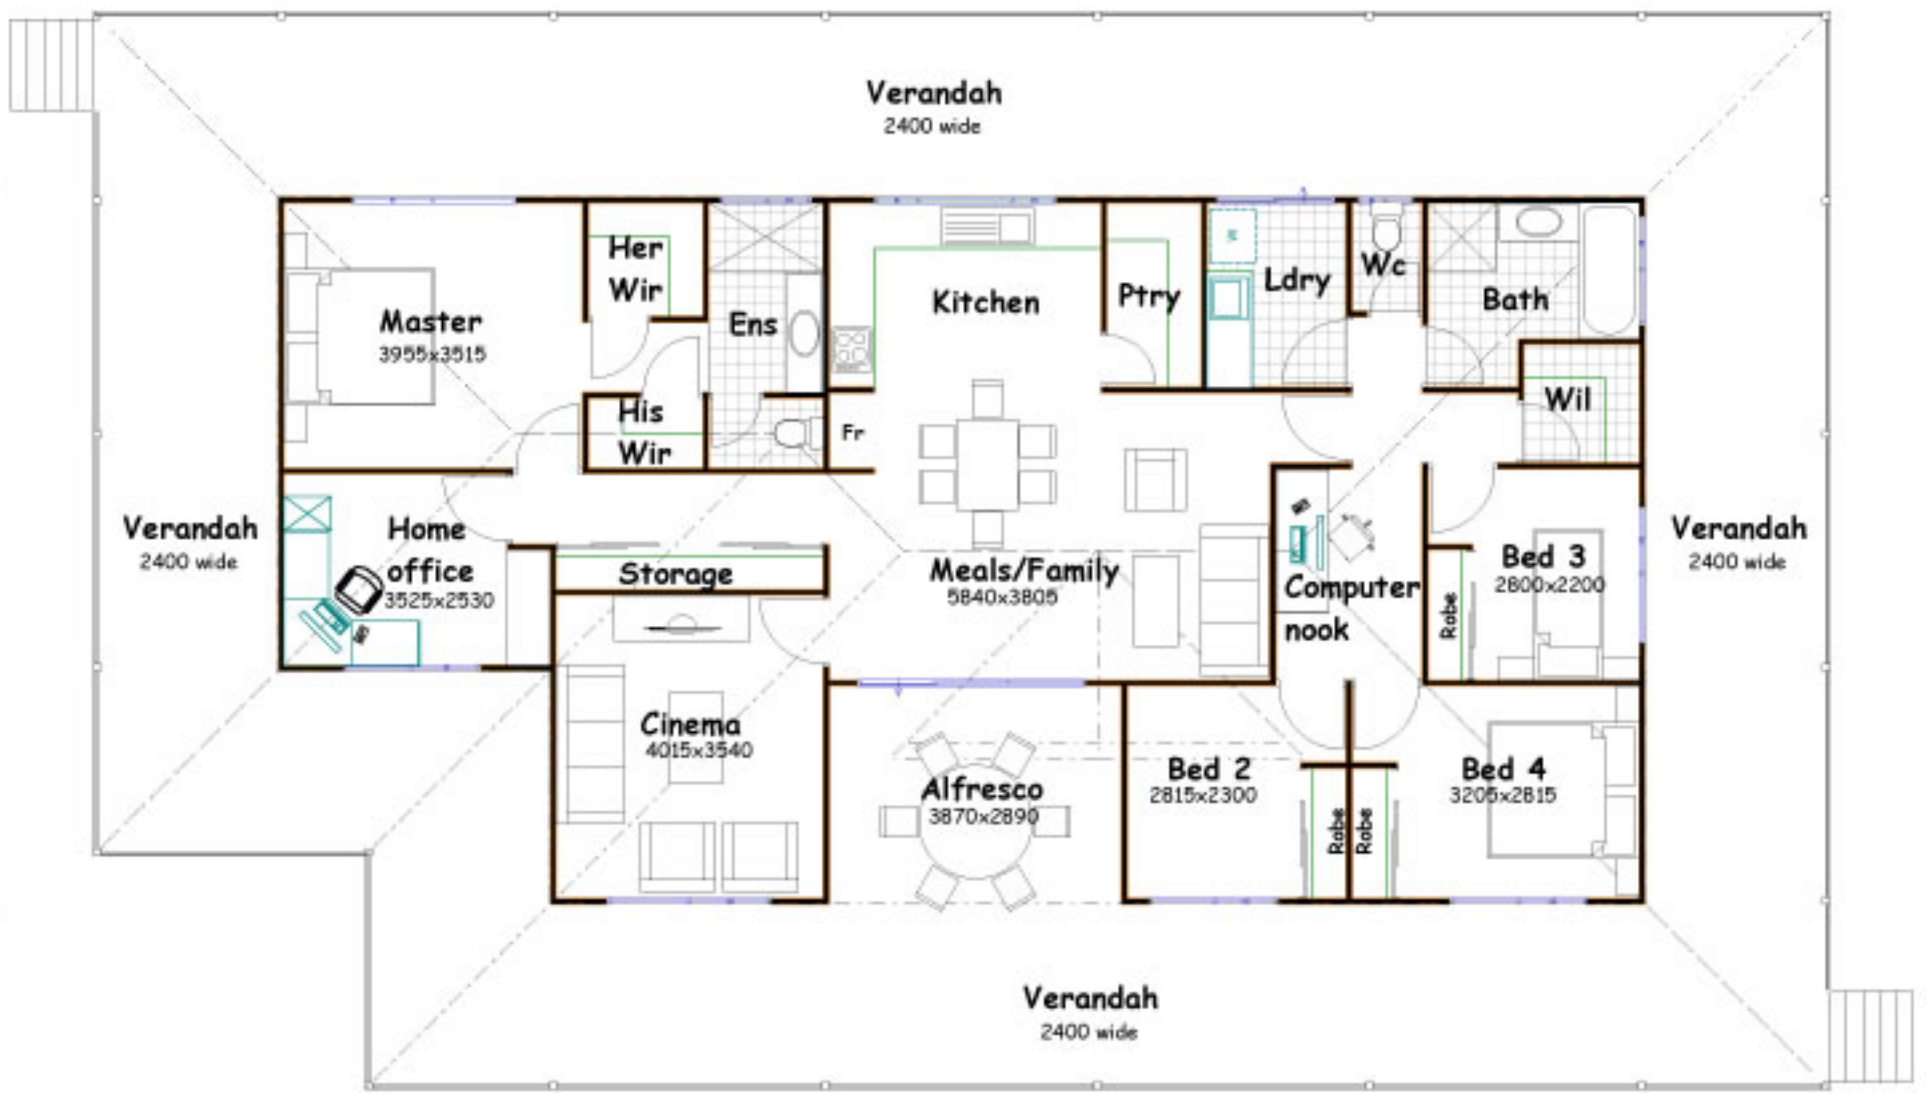 Verandah
2400 wide
Her
Wir
Master
3955x3515
Ens
Kitchen
Ptry
Ldry
Wc
Bath
His
Wir
Fr
Wil
Verandah
2400 wide
Home
office
3525x2530
Storage
Meals/Family
5840x3805
Computer
nook
Bed 3
2800x2200
Robe
Verandah
2400 wide
Cinema
4015x3540
Alfresco
3870x2890
Bed 2
2815x2300
Robe
Robe
Bed 4
3205x2815
Verandah
2400 wide